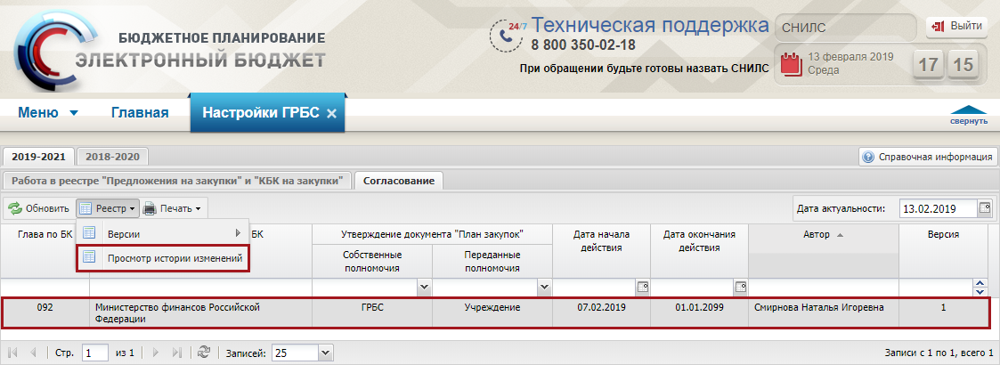 БЮДЖЕТНОЕ ПЛАНИРОВАНИЕ
ЭЛЕКТРОННЫЙ БЮДЖЕТ
24/7 Техническая поддержка
8 800 350-02-18
При обращении будьте готовы назвать СНИЛС
СНИЛС
Выйти
13 февраля 2019
Среда
17 15
Меню Главная Настройки ГРБС
свернуть
2019-2021 2018-2020 Справочная информация
Работа в реестре "Предложения на закупки" и "КБК на закупки" Согласование
Обновить Реестр Печать Дата актуальности: 13.02.2019
Версии
Просмотр истории изменений
Глава по БК БК Утверждение документа "План закупок" Дата начала действия Дата окончания действия Автор Версия
Собственные полномочия Переданные полномочия
092 Министерство финансов Российской Федерации ГРБС Учреждение 07.02.2019 01.01.2099 Смирнова Наталья Игоревна 1
Стр. 1 из 1 Записей: 25 Записи с 1 по 1, всего 1